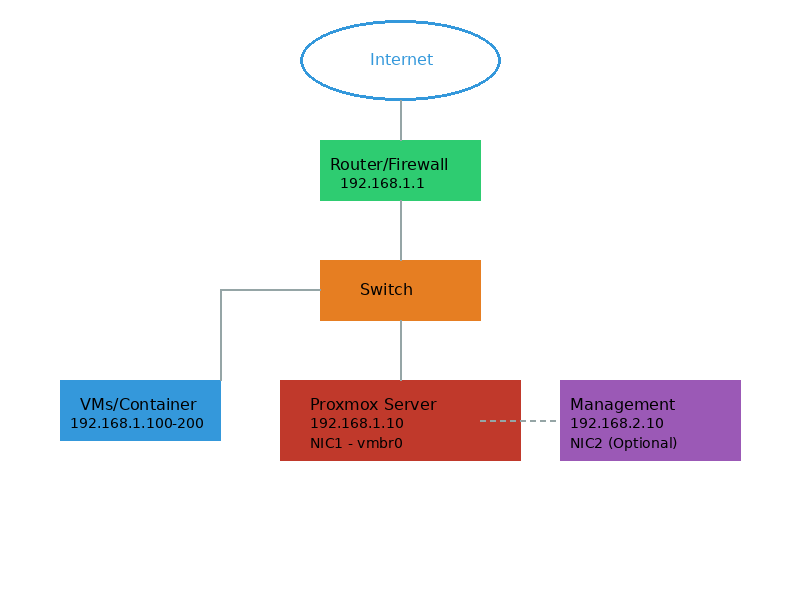 Internet
Router/Firewall
192.168.1.1
Switch
VMs/Container
192.168.1.100-200
Proxmox Server
192.168.1.10
NIC1 - vmbr0
Management
192.168.2.10
NIC2 (Optional)